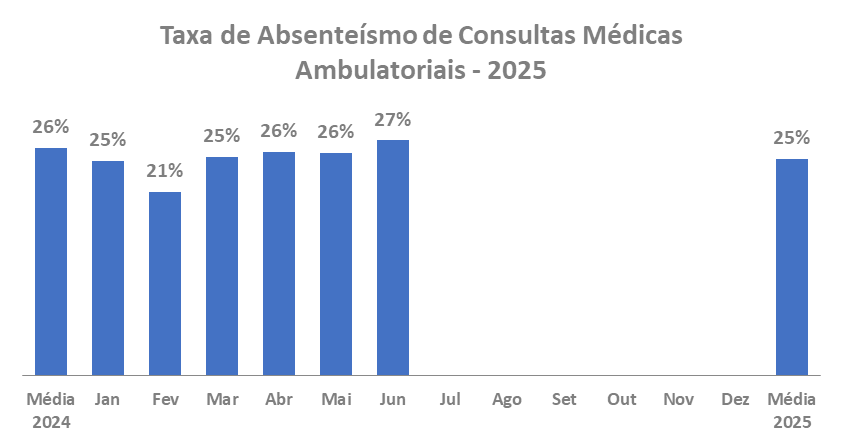 Taxa de Absenteísmo de Consultas Médicas
Ambulatoriais - 2025
26%
25%
21%
25%
26%
26%
27%
25%
Média
2024
Jan
Fev
Mar
Abr
Mai
Jun
Jul
Ago
Set
Out
Nov
Dez
Média
2025